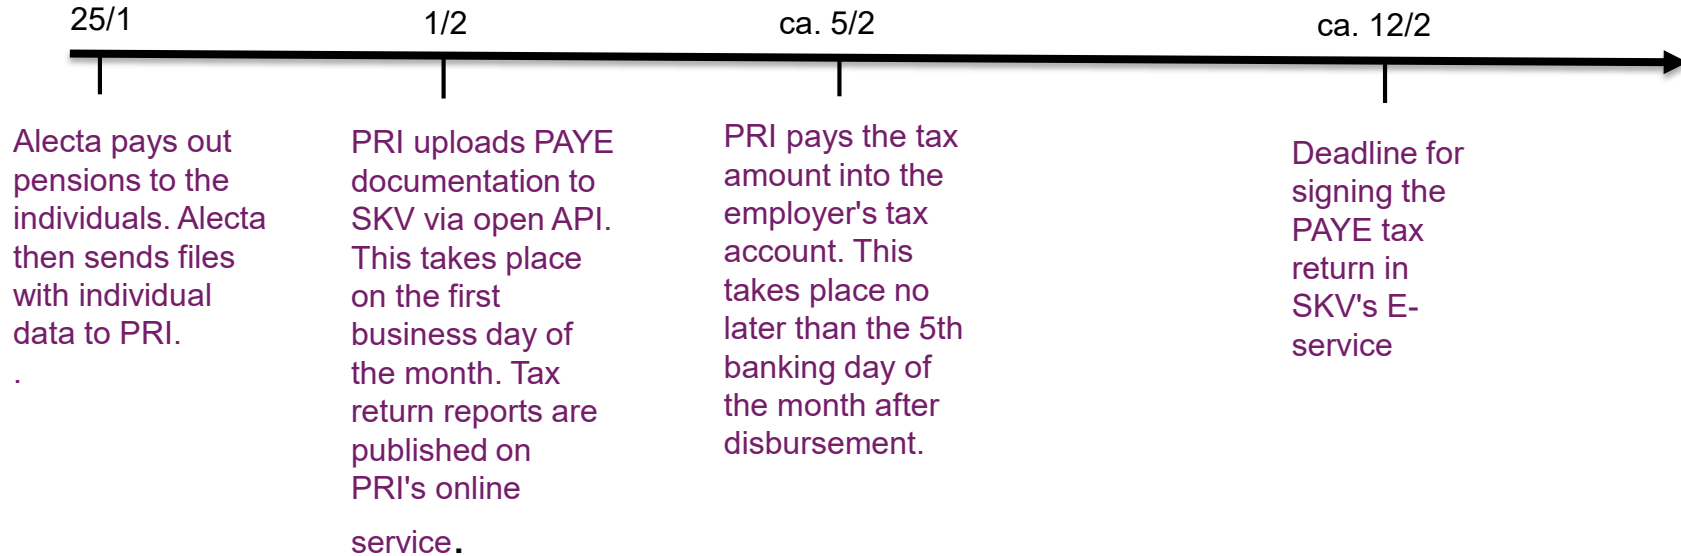 25/1
1/2
ca. 5/2
ca. 12/2
Alecta pays out
pensions to the
individuals. Alecta
then sends files
with individual
data to PRI.
.
PRI uploads PAYE
documentation to
SKV via open API.
This takes place
on the first
business day of
the month. Tax
return reports are
published on
PRI's online
service.
PRI pays the tax
amount into the
employer's tax
account. This
takes place no
later than the 5th
banking day of
the month after
disbursement.
Deadline for
signing the
PAYE tax
return in
SKV's E-
service